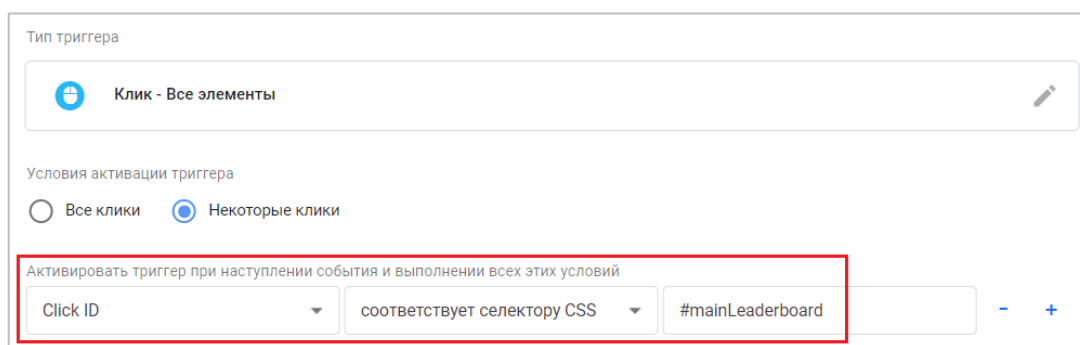 Тип триггера
Клик - Все элементы
Условия активации триггера
Все клики Некоторые клики
Активировать триггер при наступлении события и выполнении всех этих условий
Click ID соответствует селектору CSS #mainLeaderboard - +